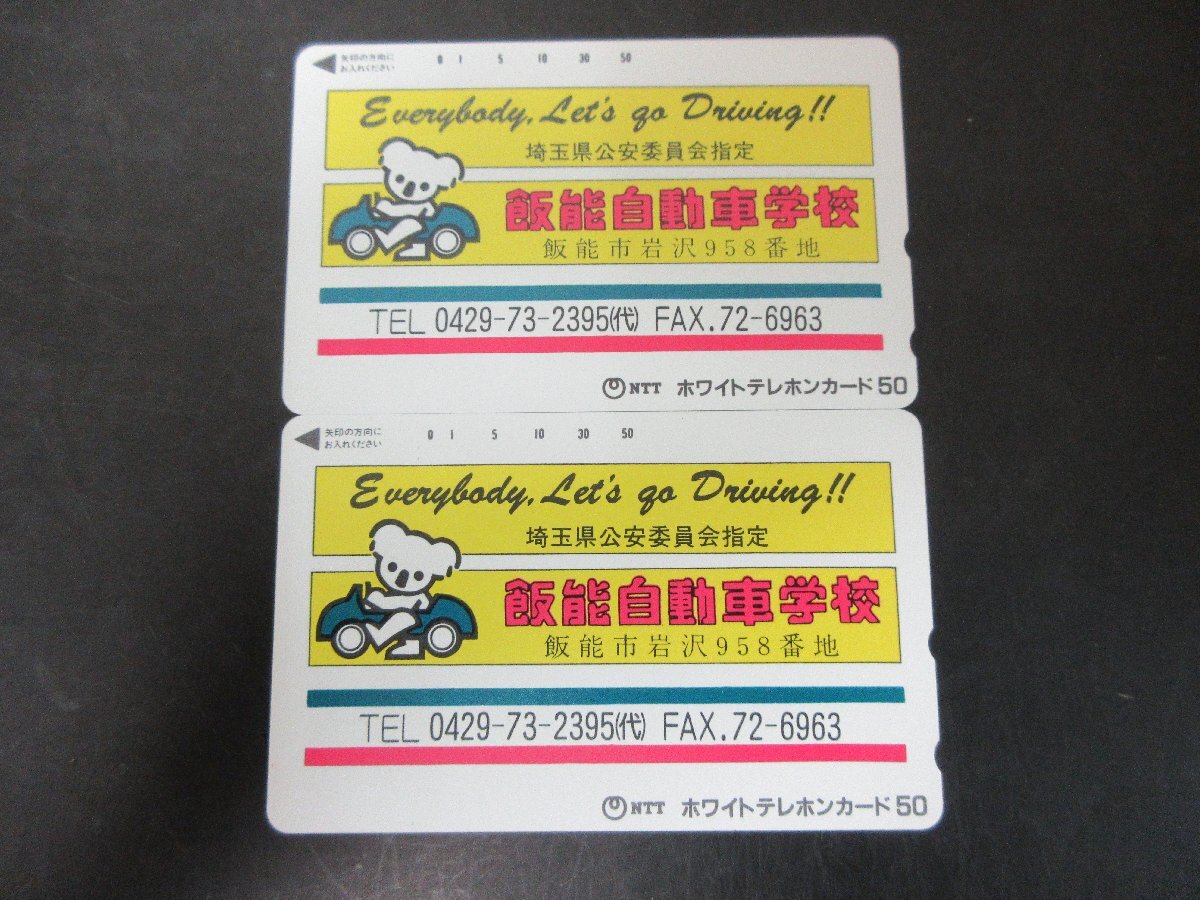 矢印の方向に
お入れください
0 1 5 10 30 50
Everybody, Let's go Driving!!
埼玉県公安委員会指定
飯能自動車学校
飯能市岩沢958番地
TEL 0429-73-2395(代) FAX.72-6963
NTT ホワイトテレホンカード50
矢印の方向に
お入れください
0 1 5 10 30 50
Everybody, Let's go Driving!!
埼玉県公安委員会指定
飯能自動車学校
飯能市岩沢958番地
TEL 0429-73-2395(代) FAX.72-6963
NTT ホワイトテレホンカード50